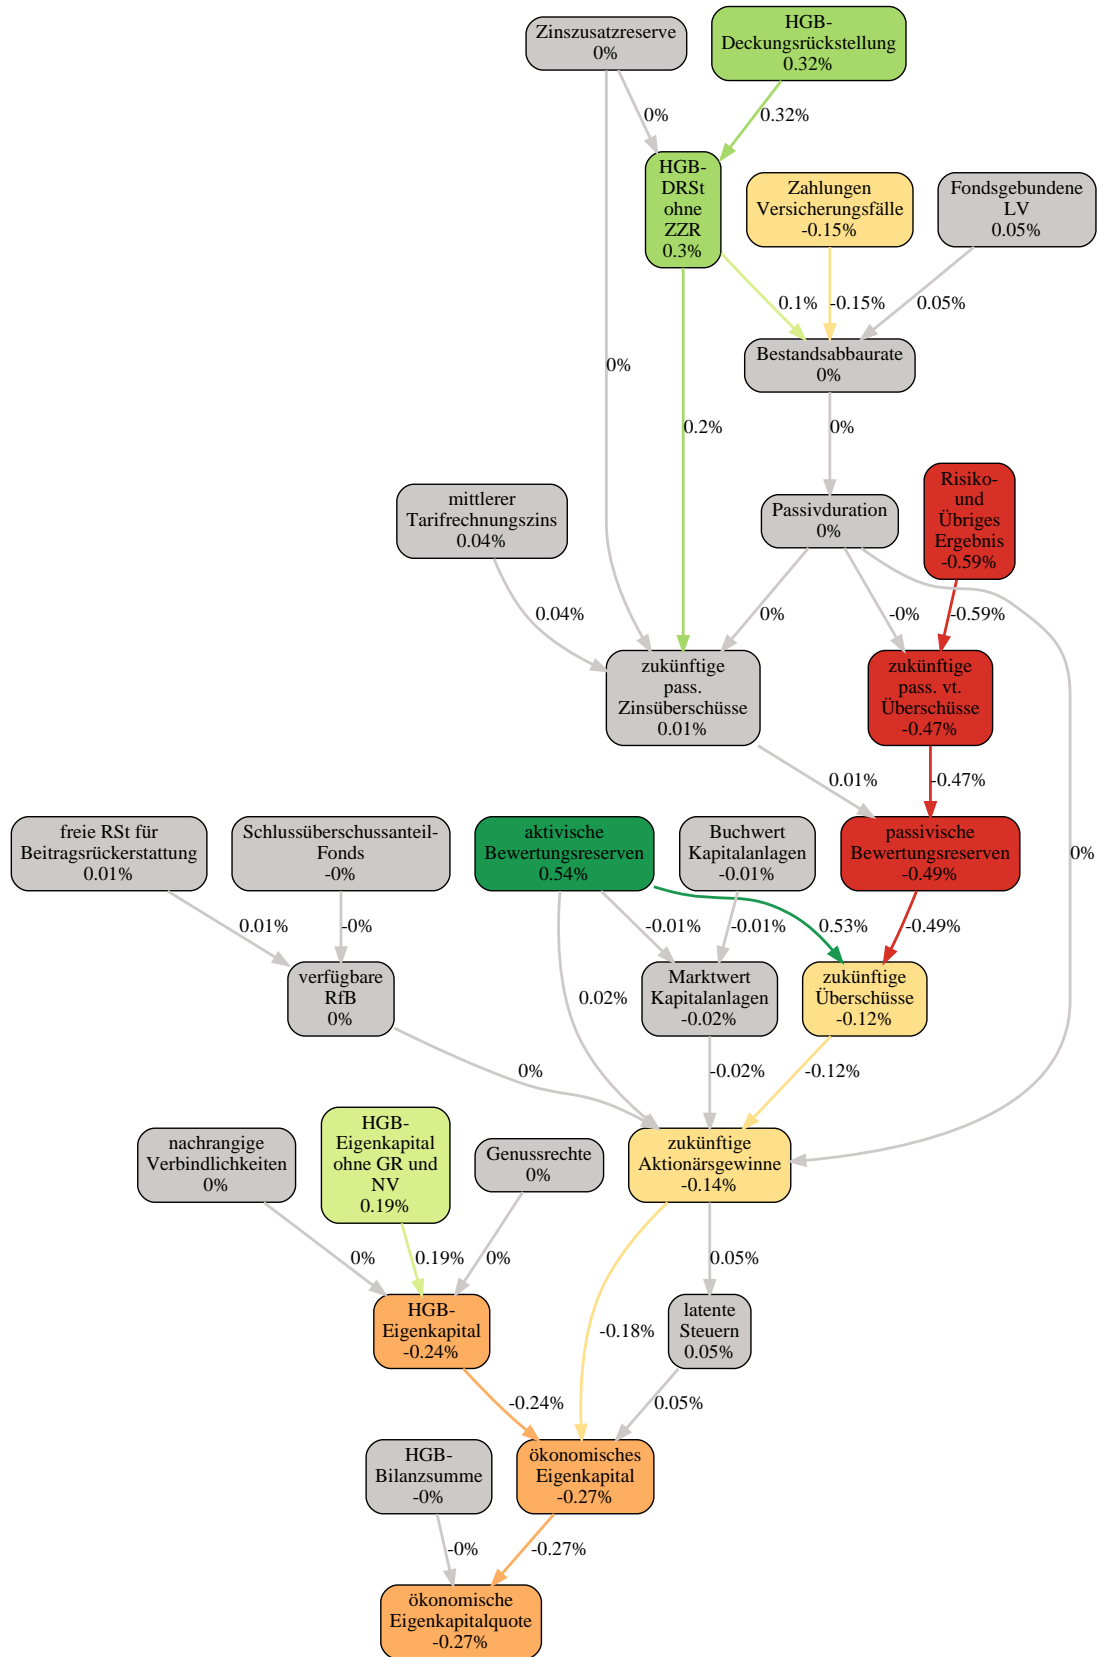 Zinszusatzreserve
0%
HGB-
Deckungsrückstellung
0.32%
0%
0.32%
HGB-
DRSt
ohne
ZZR
0.3%
Zahlungen
Versicherungsfälle
-0.15%
Fondsgebundene
LV
0.05%
0.1%
-0.15%
0.05%
Bestandsabbaurate
0%
0%
0.2%
0%
mittlerer
Tarifrechnungszins
0.04%
Passivduration
0%
Risiko-
und
Übriges
Ergebnis
-0.59%
0.04%
0%
-0%
-0.59%
zukünftige
pass.
Zinsüberschüsse
0.01%
zukünftige
pass. vt.
Überschüsse
-0.47%
0.01%
-0.47%
freie RSt für
Beitragsrückerstattung
0.01%
Schlussüberschussanteil-
Fonds
-0%
aktivische
Bewertungsreserven
0.54%
Buchwert
Kapitalanlagen
-0.01%
passivische
Bewertungsreserven
-0.49%
0%
0.01%
-0%
-0.01%
-0.01%
0.53%
-0.49%
verfügbare
RfB
0%
0.02%
Marktwert
Kapitalanlagen
-0.02%
zukünftige
Überschüsse
-0.12%
0%
-0.02%
-0.12%
nachrangige
Verbindlichkeiten
0%
HGB-
Eigenkapital
ohne GR und
NV
0.19%
Genussrechte
0%
zukünftige
Aktionärsgewinne
-0.14%
0%
0.19%
0%
0.05%
HGB-
Eigenkapital
-0.24%
-0.18%
latente
Steuern
0.05%
-0.24%
0.05%
HGB-
Bilanzsumme
-0%
ökonomisches
Eigenkapital
-0.27%
-0%
-0.27%
ökonomische
Eigenkapitalquote
-0.27%